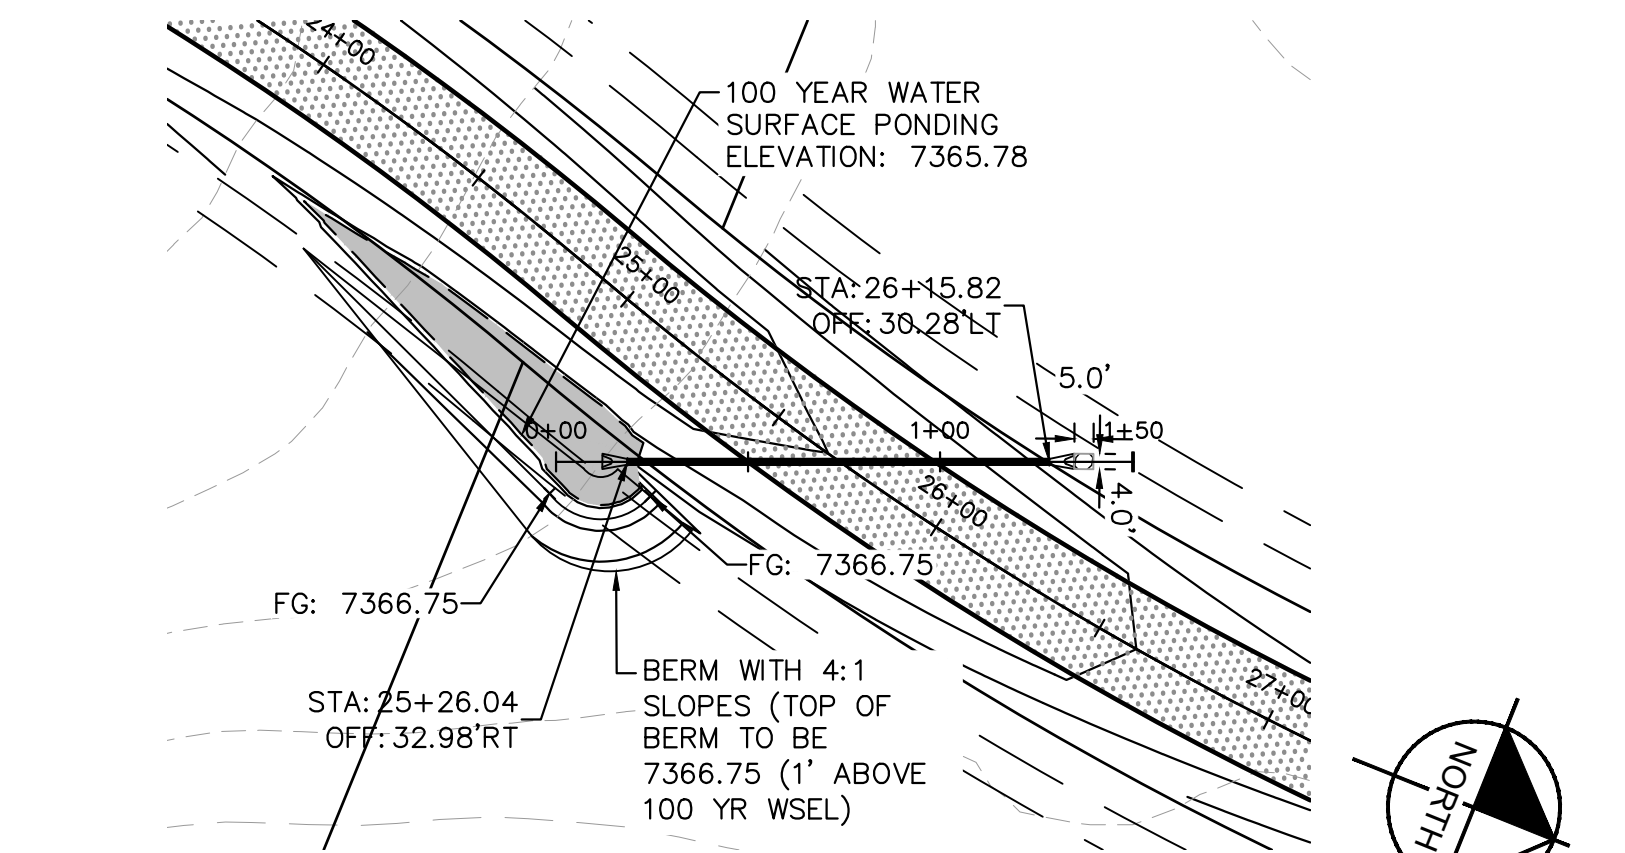 24+00
100 YEAR WATER
SURFACE PONDING
ELEVATION: 7365.78
25+00
STA: 26+15.82
OFF: 30.28'LT
5.0'
0+00
1+00
1+50
26+00
4.0'
FG: 7366.75
FG: 7366.75
BERM WITH 4:1
SLOPES (TOP OF
BERM TO BE
7366.75 (1' ABOVE
100 YR WSEL)
STA: 25+26.04
OFF: 32.98'RT
27+00
NORTH